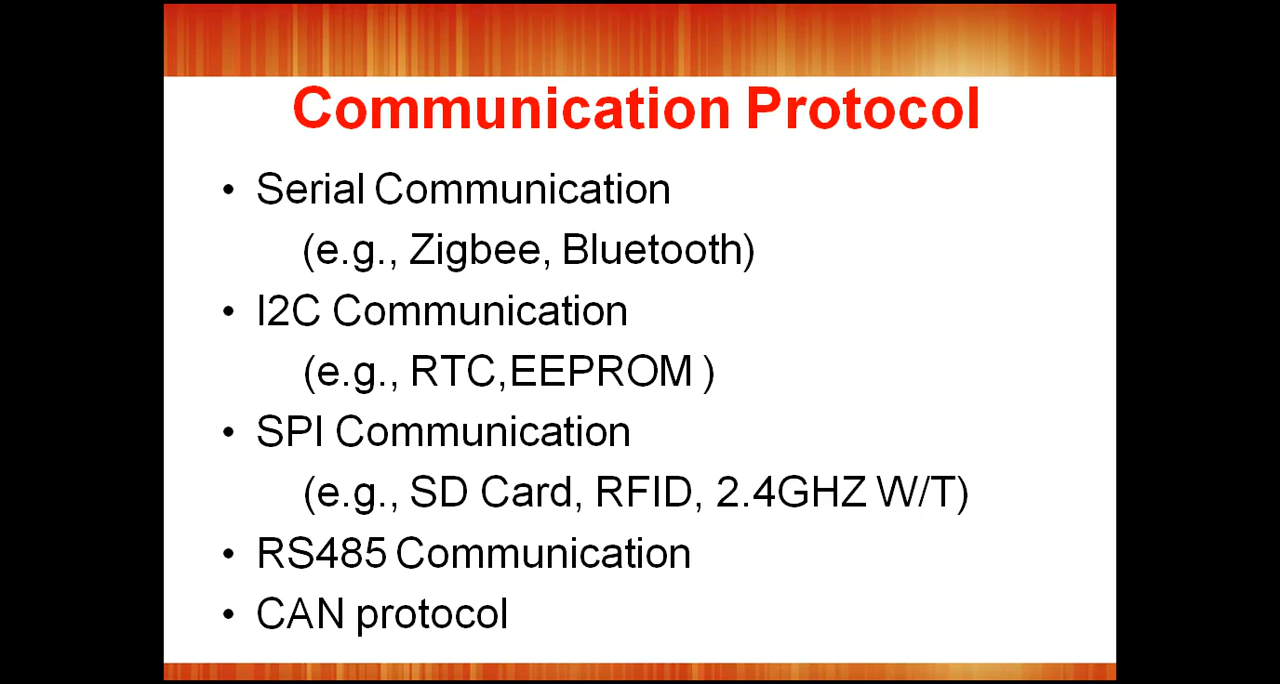 Communication Protocol
• Serial Communication
(e.g., Zigbee, Bluetooth)
• I2C Communication
(e.g., RTC,EEPROM )
• SPI Communication
(e.g., SD Card, RFID, 2.4GHZ W/T)
• RS485 Communication
• CAN protocol